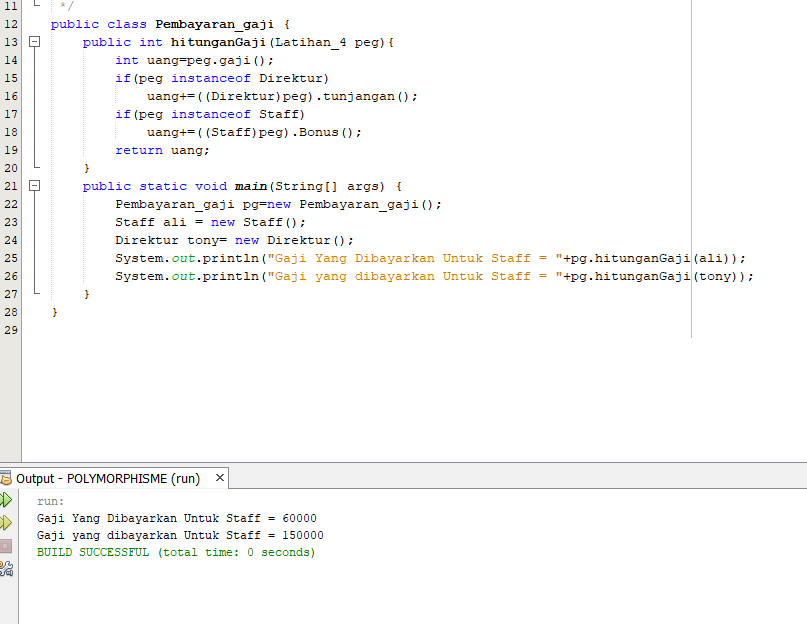 11 */
12 public class Pembayaran_gaji {
13 public int hitunganGaji(Latihan_4 peg){
14 int uang=peg.gaji();
15 if(peg instanceof Direktur)
16 uang+=((Direktur)peg).tunjangan();
17 if(peg instanceof Staff)
18 uang+=((Staff)peg).Bonus();
19 return uang;
20 }
21 public static void main(String[] args) {
22 Pembayaran_gaji pg=new Pembayaran_gaji();
23 Staff ali = new Staff();
24 Direktur tony= new Direktur();
25 System.out.println("Gaji Yang Dibayarkan Untuk Staff = "+pg.hitunganGaji(ali));
26 System.out.println("Gaji yang dibayarkan Untuk Staff = "+pg.hitunganGaji(tony));
27 }
28 }
29
Output - POLYMORPHISME (run) ×
run:
Gaji Yang Dibayarkan Untuk Staff = 60000
Gaji yang dibayarkan Untuk Staff = 150000
BUILD SUCCESSFUL (total time: 0 seconds)